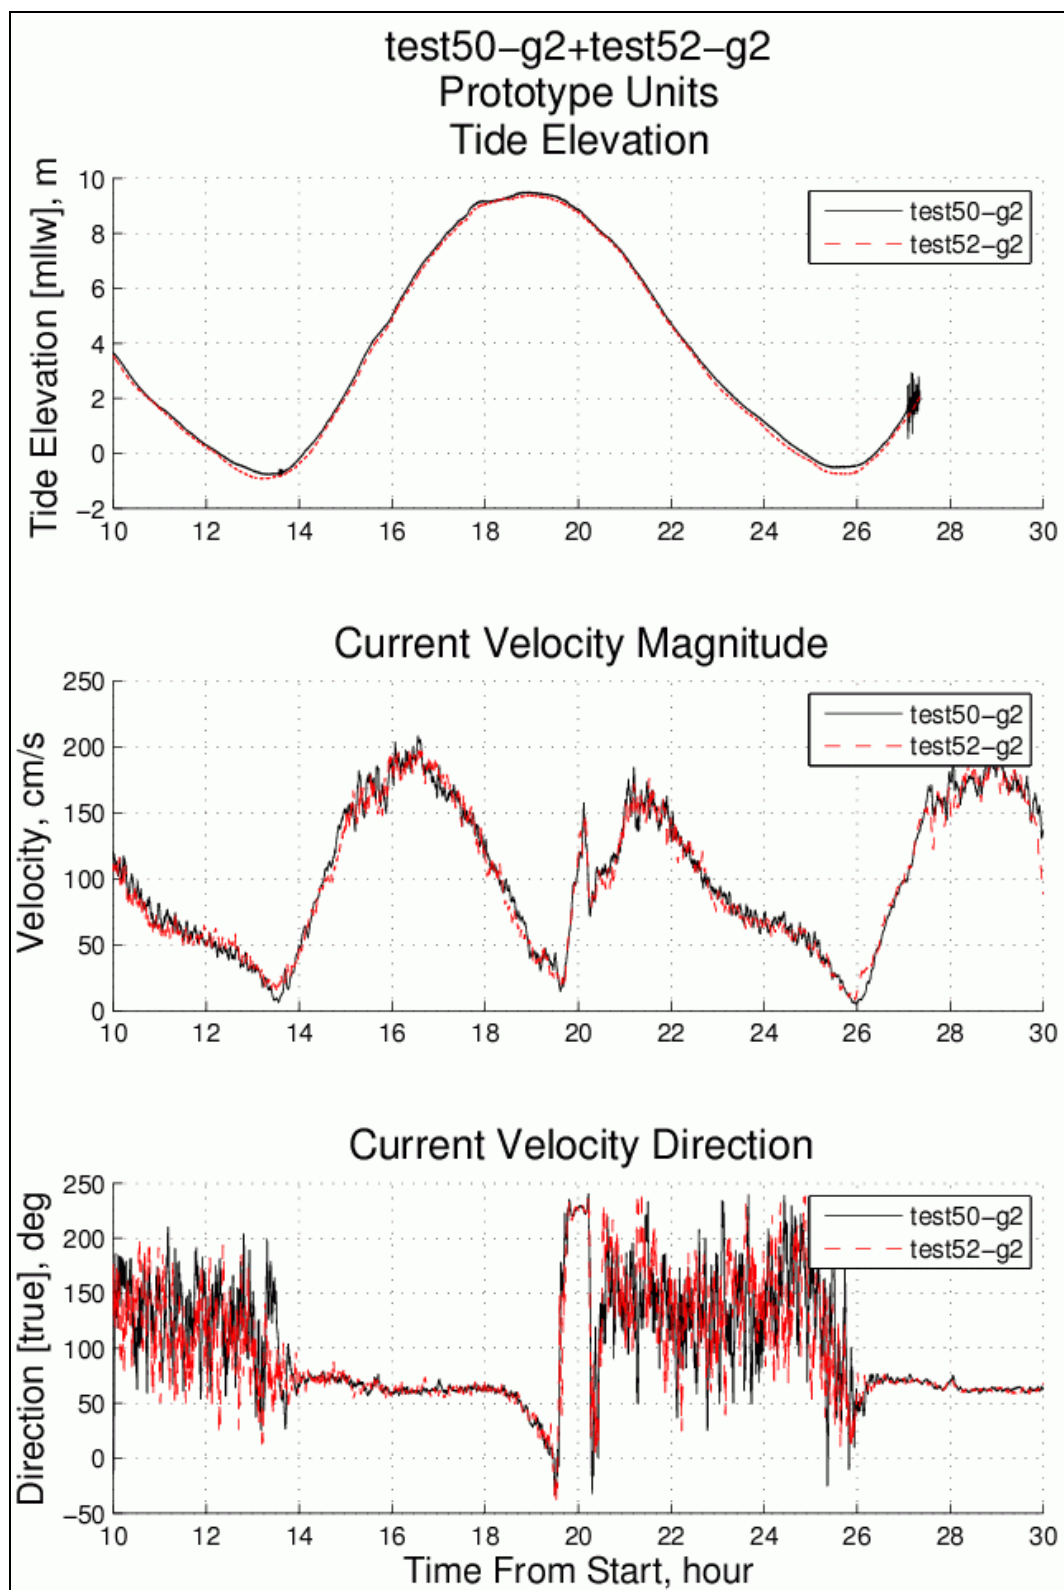 test50-g2+test52-g2
Prototype Units
Tide Elevation
Tide Elevation [mllw], m
10
8
6
4
2
0
-2
test50-g2
test52-g2
10 12 14 16 18 20 22 24 26 28 30
Current Velocity Magnitude
Velocity, cm/s
250
200
150
100
50
0
test50-g2
test52-g2
10 12 14 16 18 20 22 24 26 28 30
Current Velocity Direction
Direction [true], deg
250
200
150
100
50
0
-50
test50-g2
test52-g2
10 12 14 16 18 20 22 24 26 28 30
Time From Start, hour